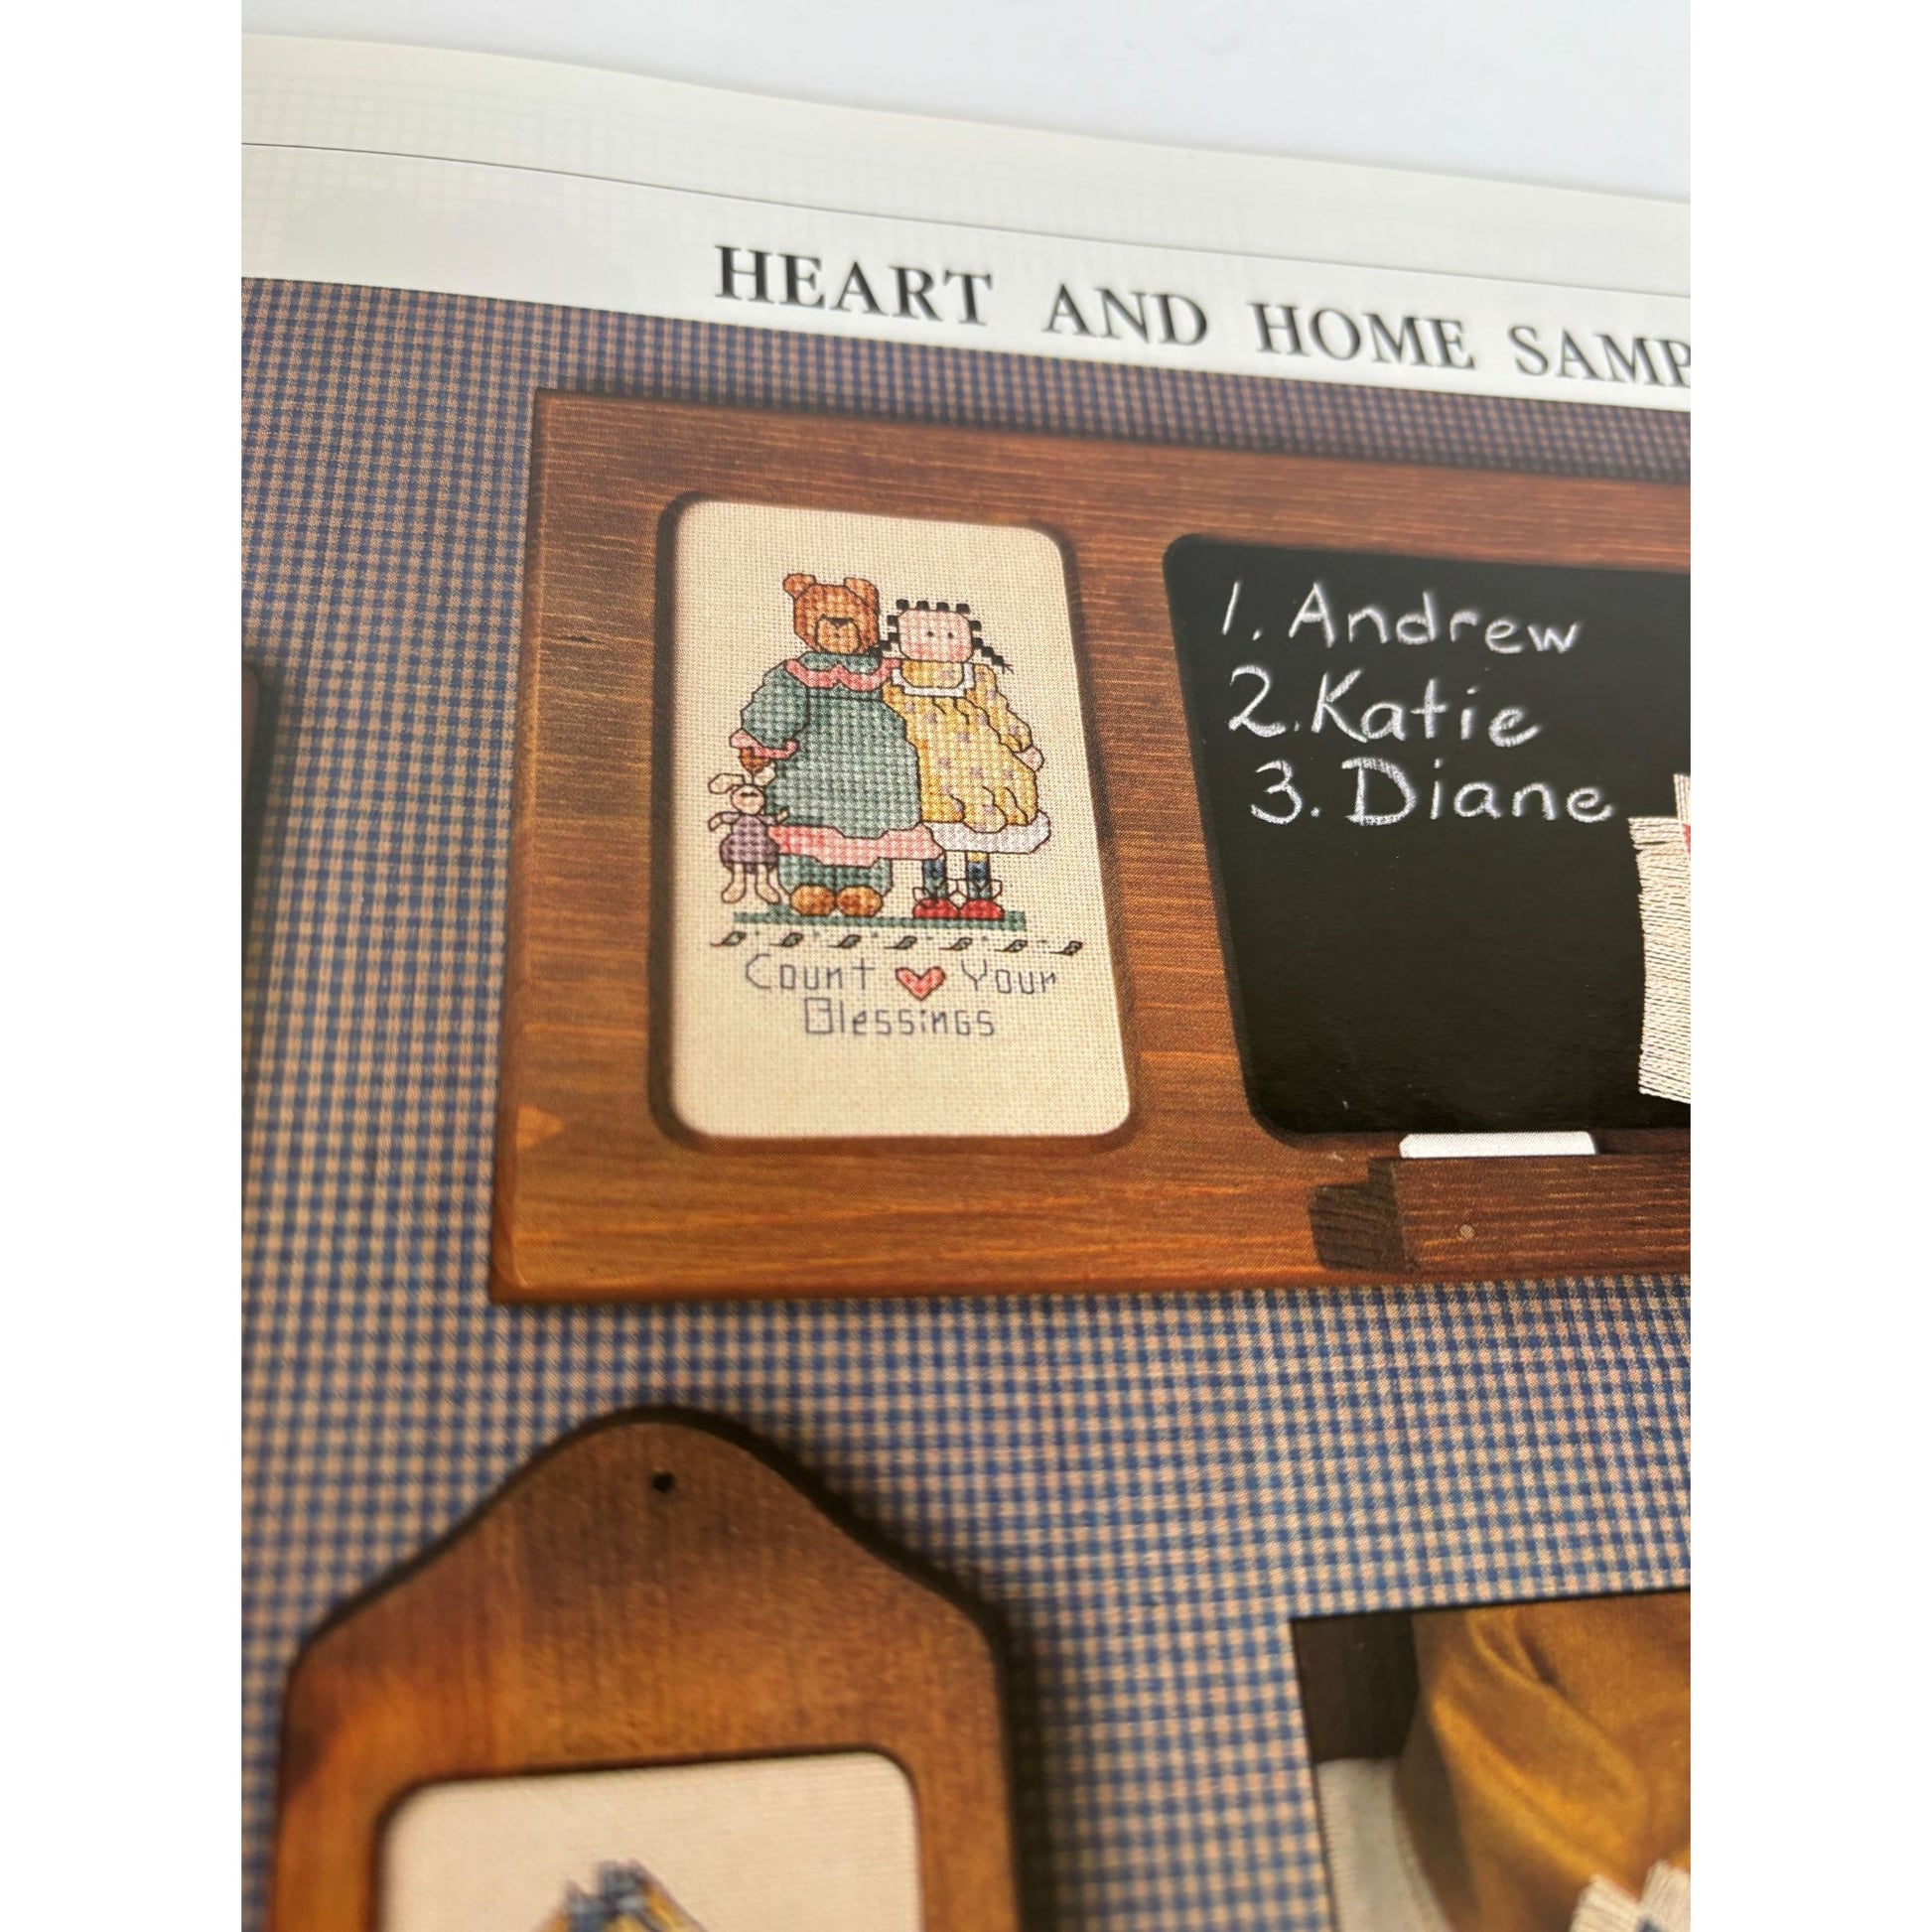 HEART AND HOME SAMP
1. Andrew
2. Katie
3. Diane
Count Your
Blessings